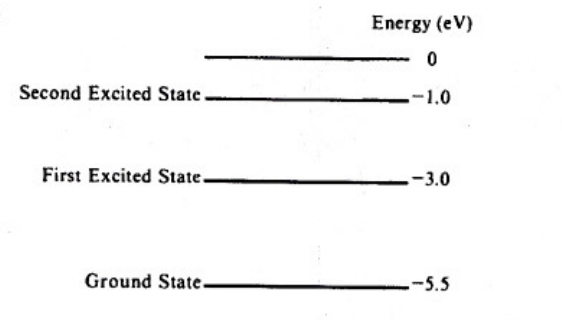 Energy (eV)
0
Second Excited State −1.0
First Excited State −3.0
Ground State −5.5